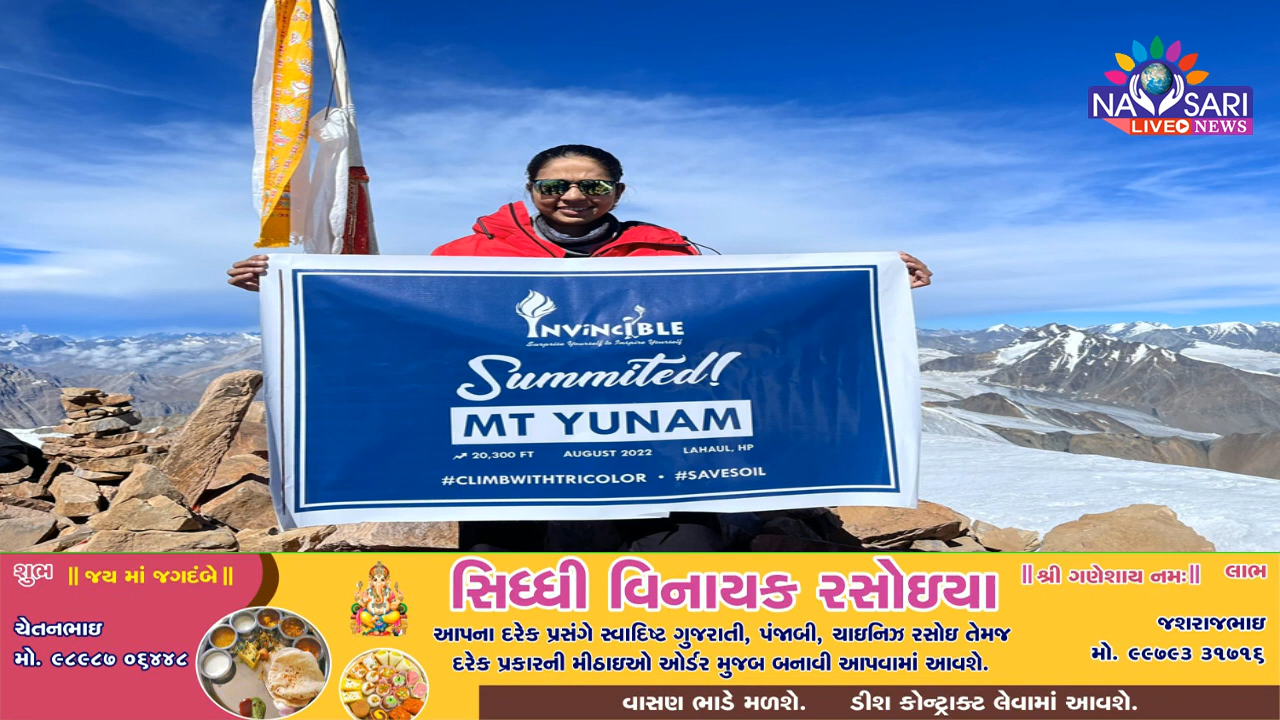 NAVSARI
LIVE NEWS
INVINCIBLE
Surprise Yourself to Inspire Yourself
Summited!
MT YUNAM
20,300 FT AUGUST 2022 LAHAUL, HP
#CLIMBWITHTRICOLOR • #SAVESOIL
શુભ || જય માં જગદંબે ||
ચેતનભાઇ
મો. ૯૮૯૮૭ ૦૬૪૪૮
સિધ્ધી વિનાયક રસોઇયા
આપના દરેક પ્રસંગે સ્વાદિષ્ટ ગુજરાતી, પંજાબી, ચાઇનિઝ રસોઇ તેમજ
દરેક પ્રકારની મીઠાઇઓ ઓર્ડર મુજબ બનાવી આપવામાં આવશે.
વાસણ ભાડે મળશે. ડીશ કોન્ટ્રાક્ટ લેવામાં આવશે.
|| શ્રી ગણેશાય નમઃ || લાભ
જશરાજભાઇ
મો. ૯૯૭૯૩ ૩૧૭૧૬